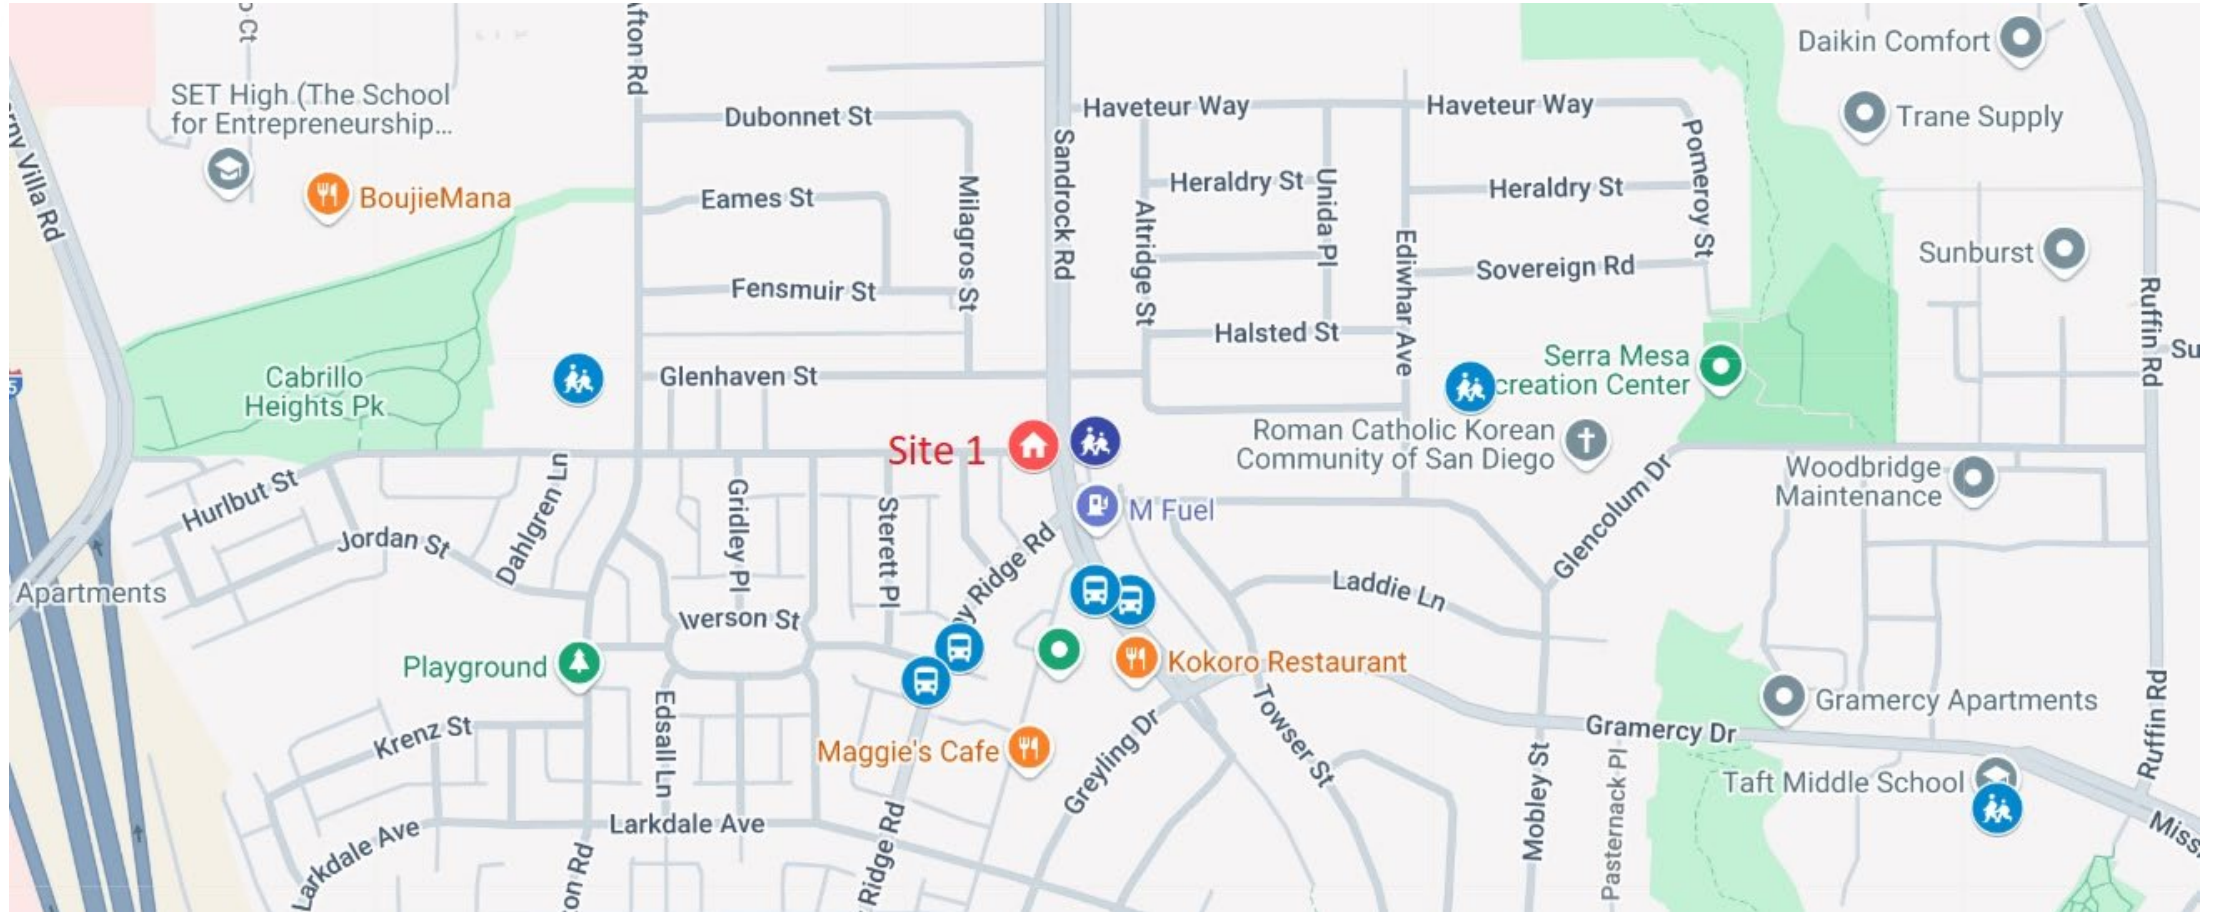 Ct
SET High (The School
for Entrepreneurship...
BoujieMana
Villa Rd
Cabrillo
Heights Pk
Hurlbut St
Jordan St
Dahlgren Ln
Apartments
Playground
Krenz St
Larkdale Ave
Dubonnet St
Eames St
Fensmuir St
Milagros St
Glenhaven St
Site 1
Gridley Pl
Sterett Pl
Iverson St
Edsall Ln
Larkdale Ave
Ridge Rd
Ridge Rd
Maggie's Cafe
Sandrock Rd
Haveteur Way
Haveteur Way
Heraldry St
Heraldry St
Altridge St
Unida Pl
Ediwhar Ave
Pomeroy St
Sovereign Rd
Halsted St
Serra Mesa
creation Center
Roman Catholic Korean
Community of San Diego
M Fuel
Glencolum Dr
Laddie Ln
Kokoro Restaurant
Greyling Dr
Towser St
Mobley St
Pasternack Pl
Gramercy Dr
Gramercy Apartments
Taft Middle School
Woodbridge
Maintenance
Daikin Comfort
Trane Supply
Sunburst
Ruffin Rd
Su
Ruffin Rd